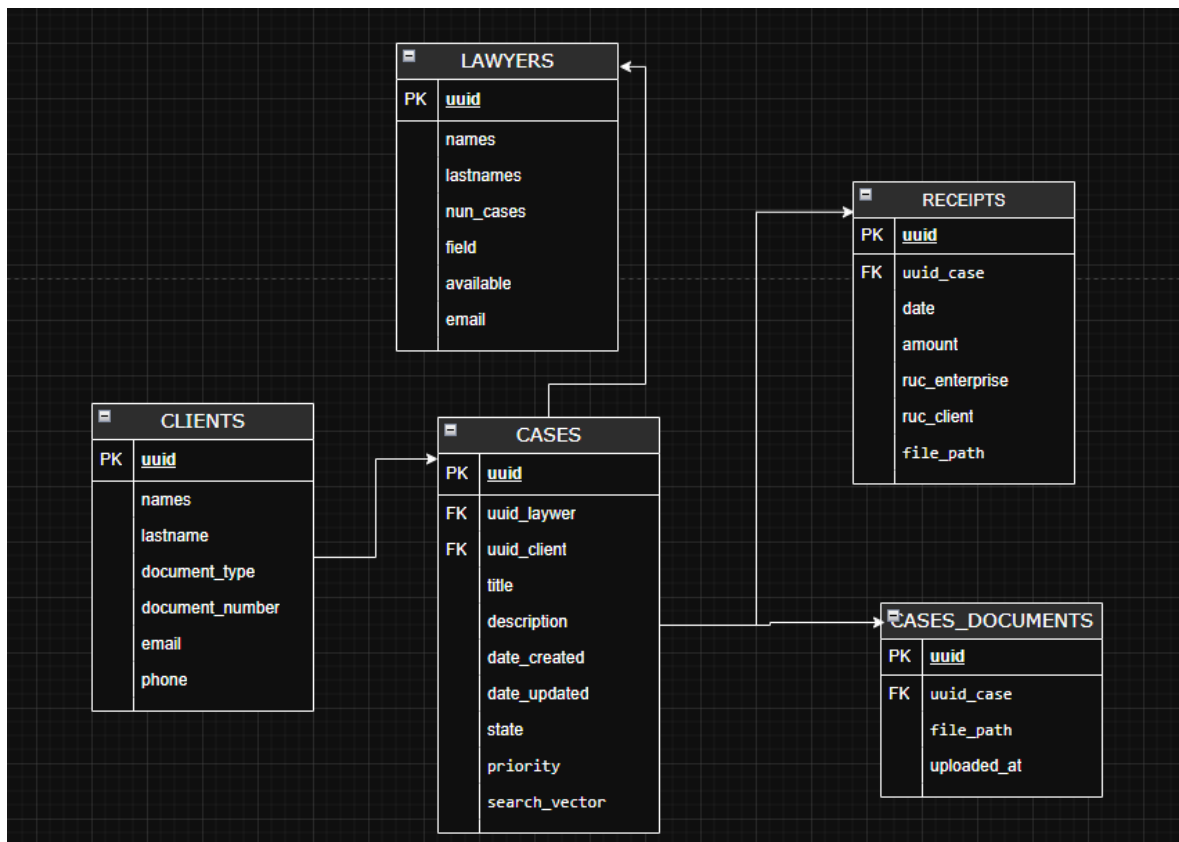 LAWYERS
PK uuid
names
lastnames
nun_cases
field
available
email
RECEIPTS
PK uuid
FK uuid_case
date
amount
ruc_enterprise
ruc_client
file_path
CLIENTS
PK uuid
names
lastname
document_type
document_number
email
phone
CASES
PK uuid
FK uuid_laywer
FK uuid_client
title
description
date_created
date_updated
state
priority
search_vector
CASES_DOCUMENTS
PK uuid
FK uuid_case
file_path
uploaded_at